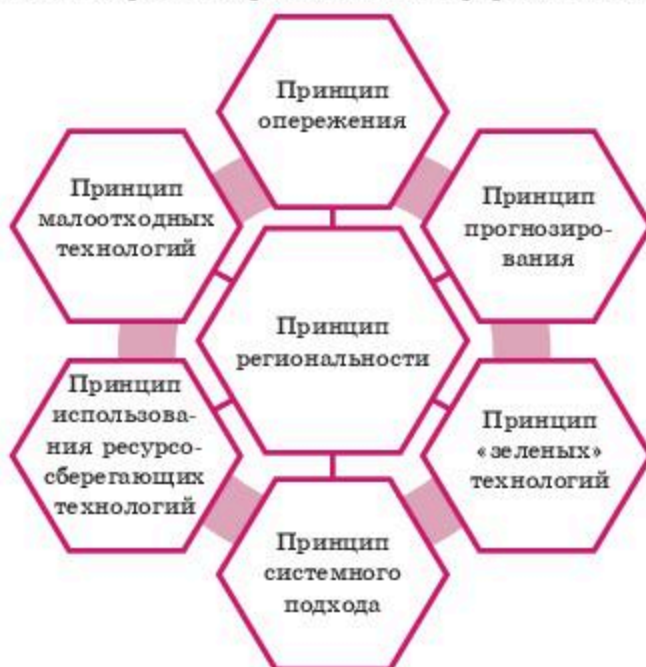 Принцип
опережения
Принцип
малоотходных
технологий
Принцип
прогнозиро-
вания
Принцип
региональности
Принцип
использова-
ния ресурсо-
сберегающих
технологий
Принцип
«зеленых»
технологий
Принцип
системного
подхода